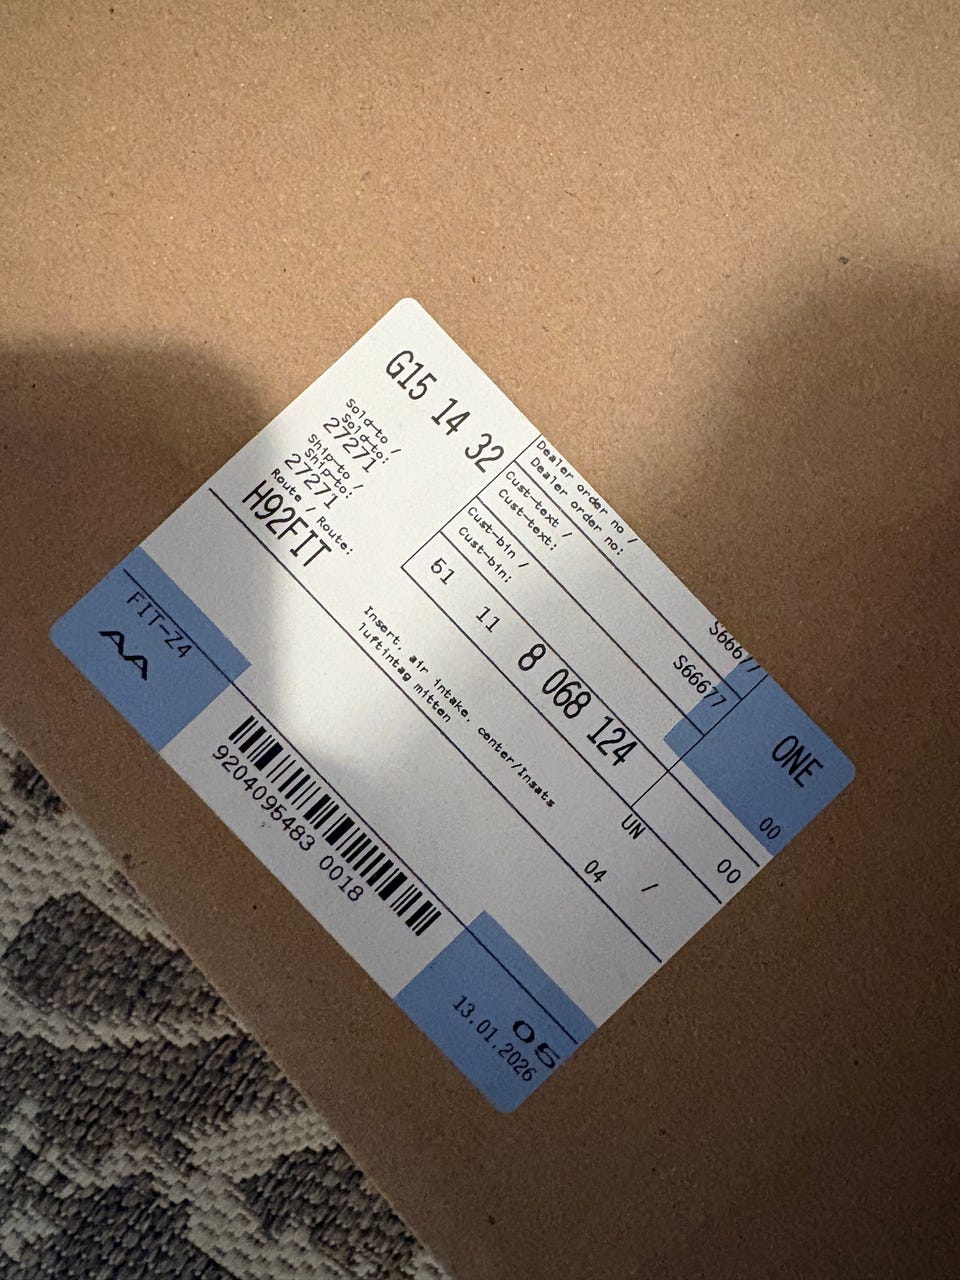 G15 14 32
Sold-to /
Sold-to:
27271
Ship-to /
Ship-to:
27271
Route / Route:
H92FIT
Dealer order no /
Dealer order no:
S66677
Cust-text /
Cust-text:
S66677
Cust-bin /
Cust-bin:
ONE
00
51 11 8 068 124
UN
00
Insert, air intake, center/Insats
luftintag mitten
04 /
FIT-Z4
AA
9204095483 0018
05
13.01.2026